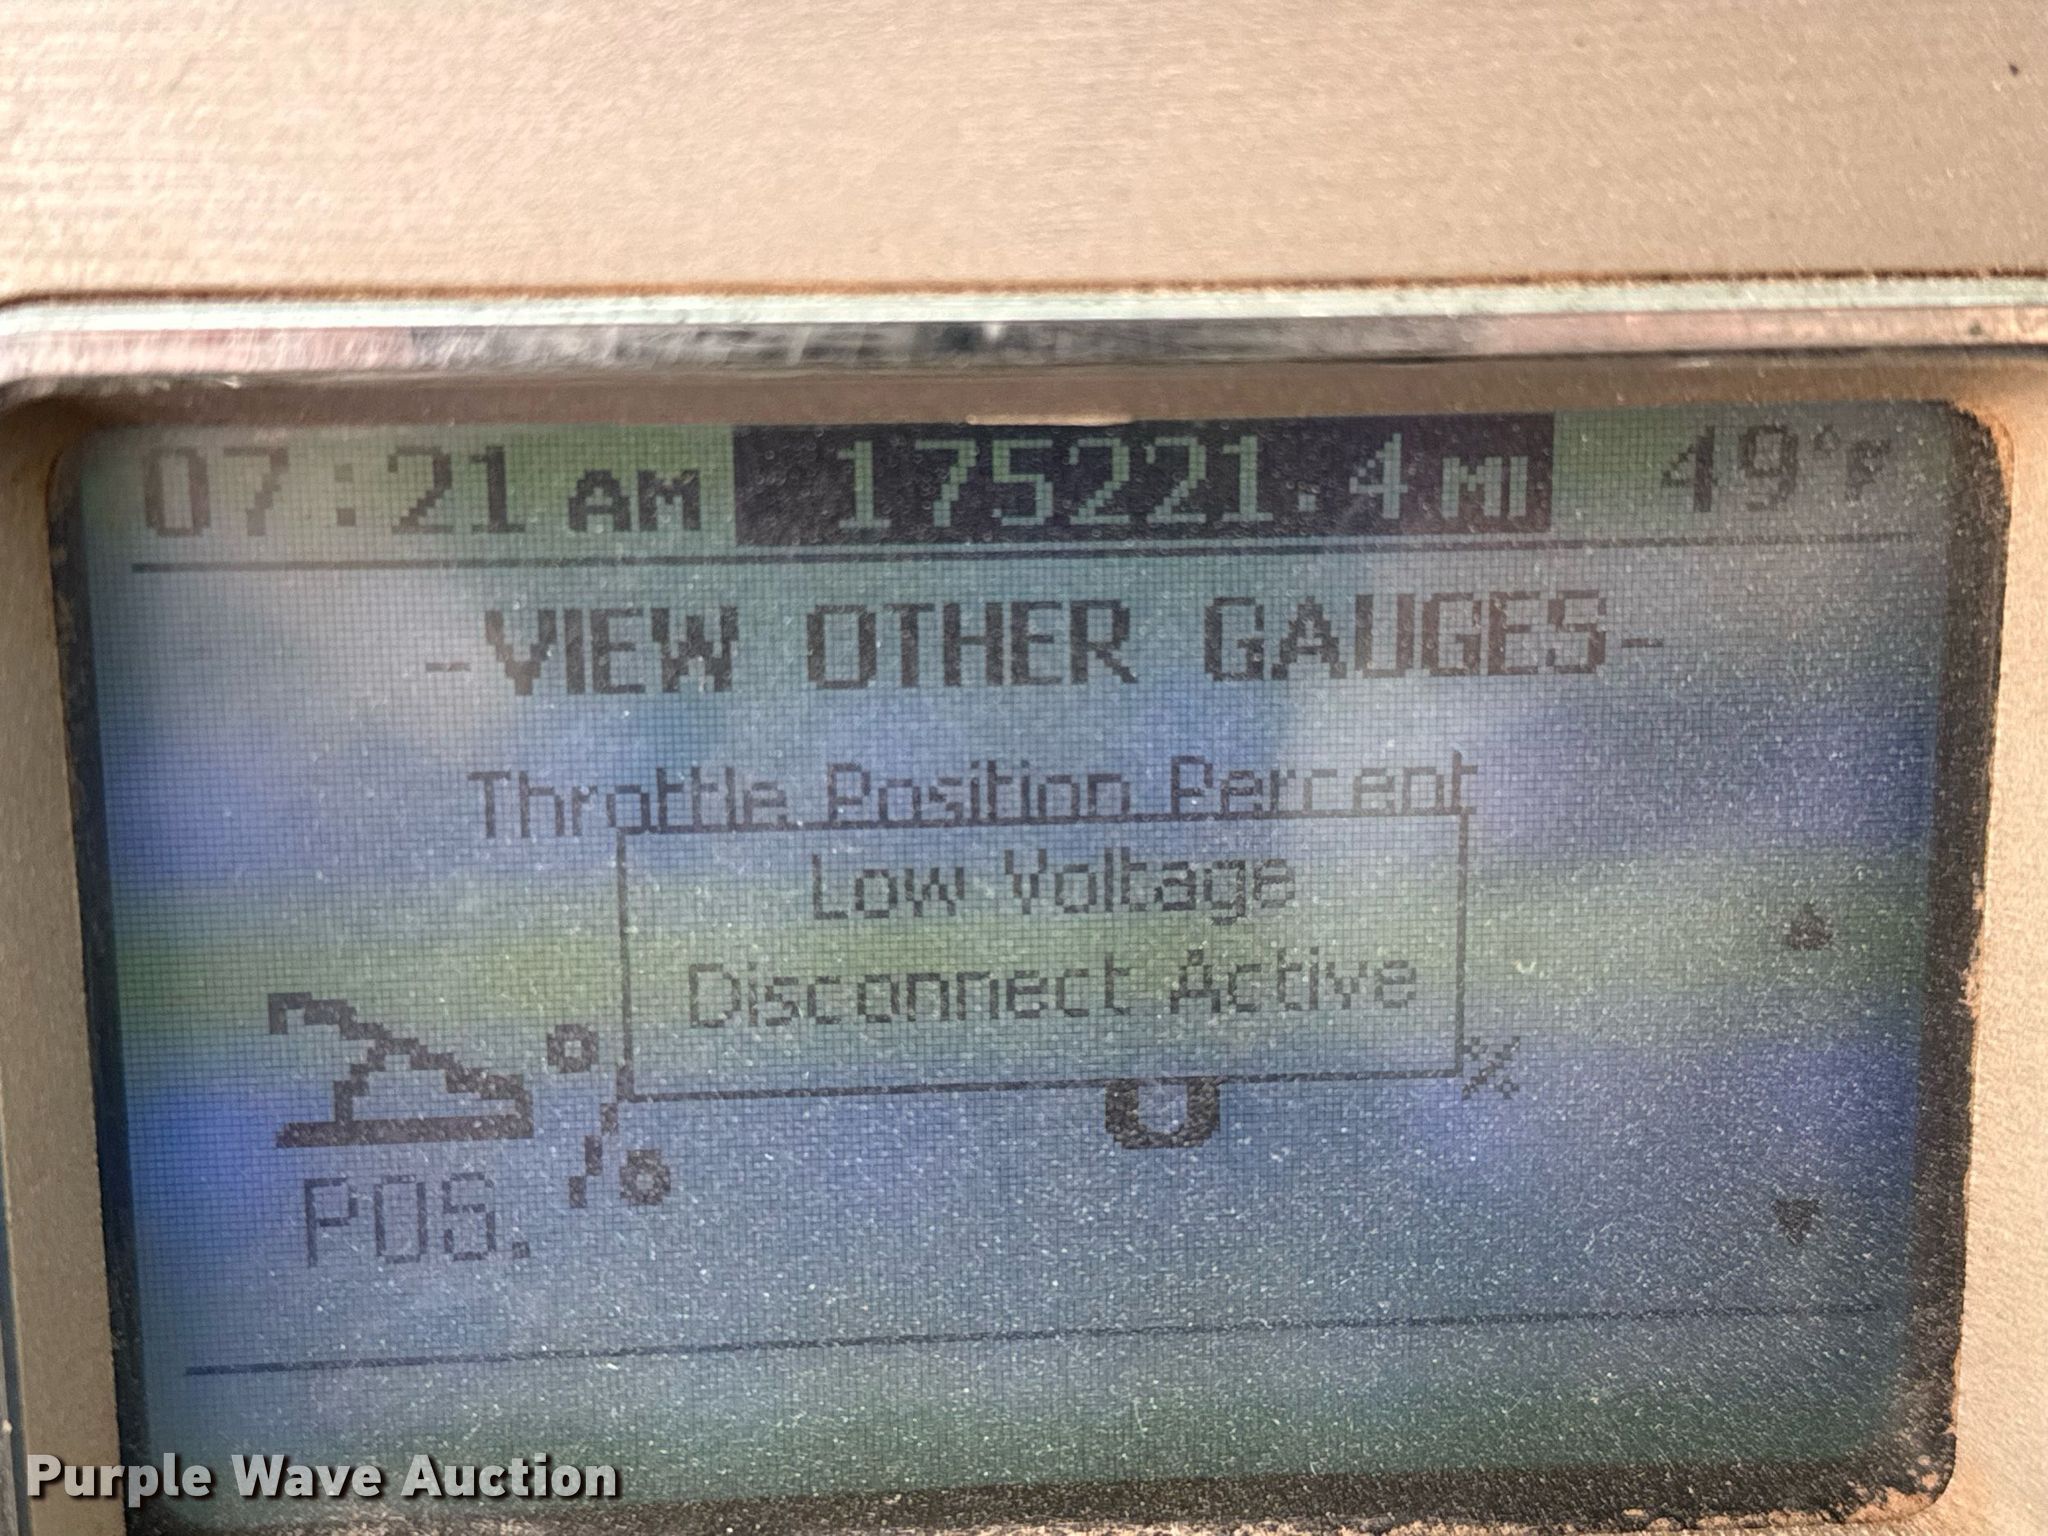 07:21 AM 175221.4 MI 49°F
-VIEW OTHER GAUGES-
Throttle Position Percent
Low Voltage
Disconnect Active
0 %
POS. %
Purple Wave Auction